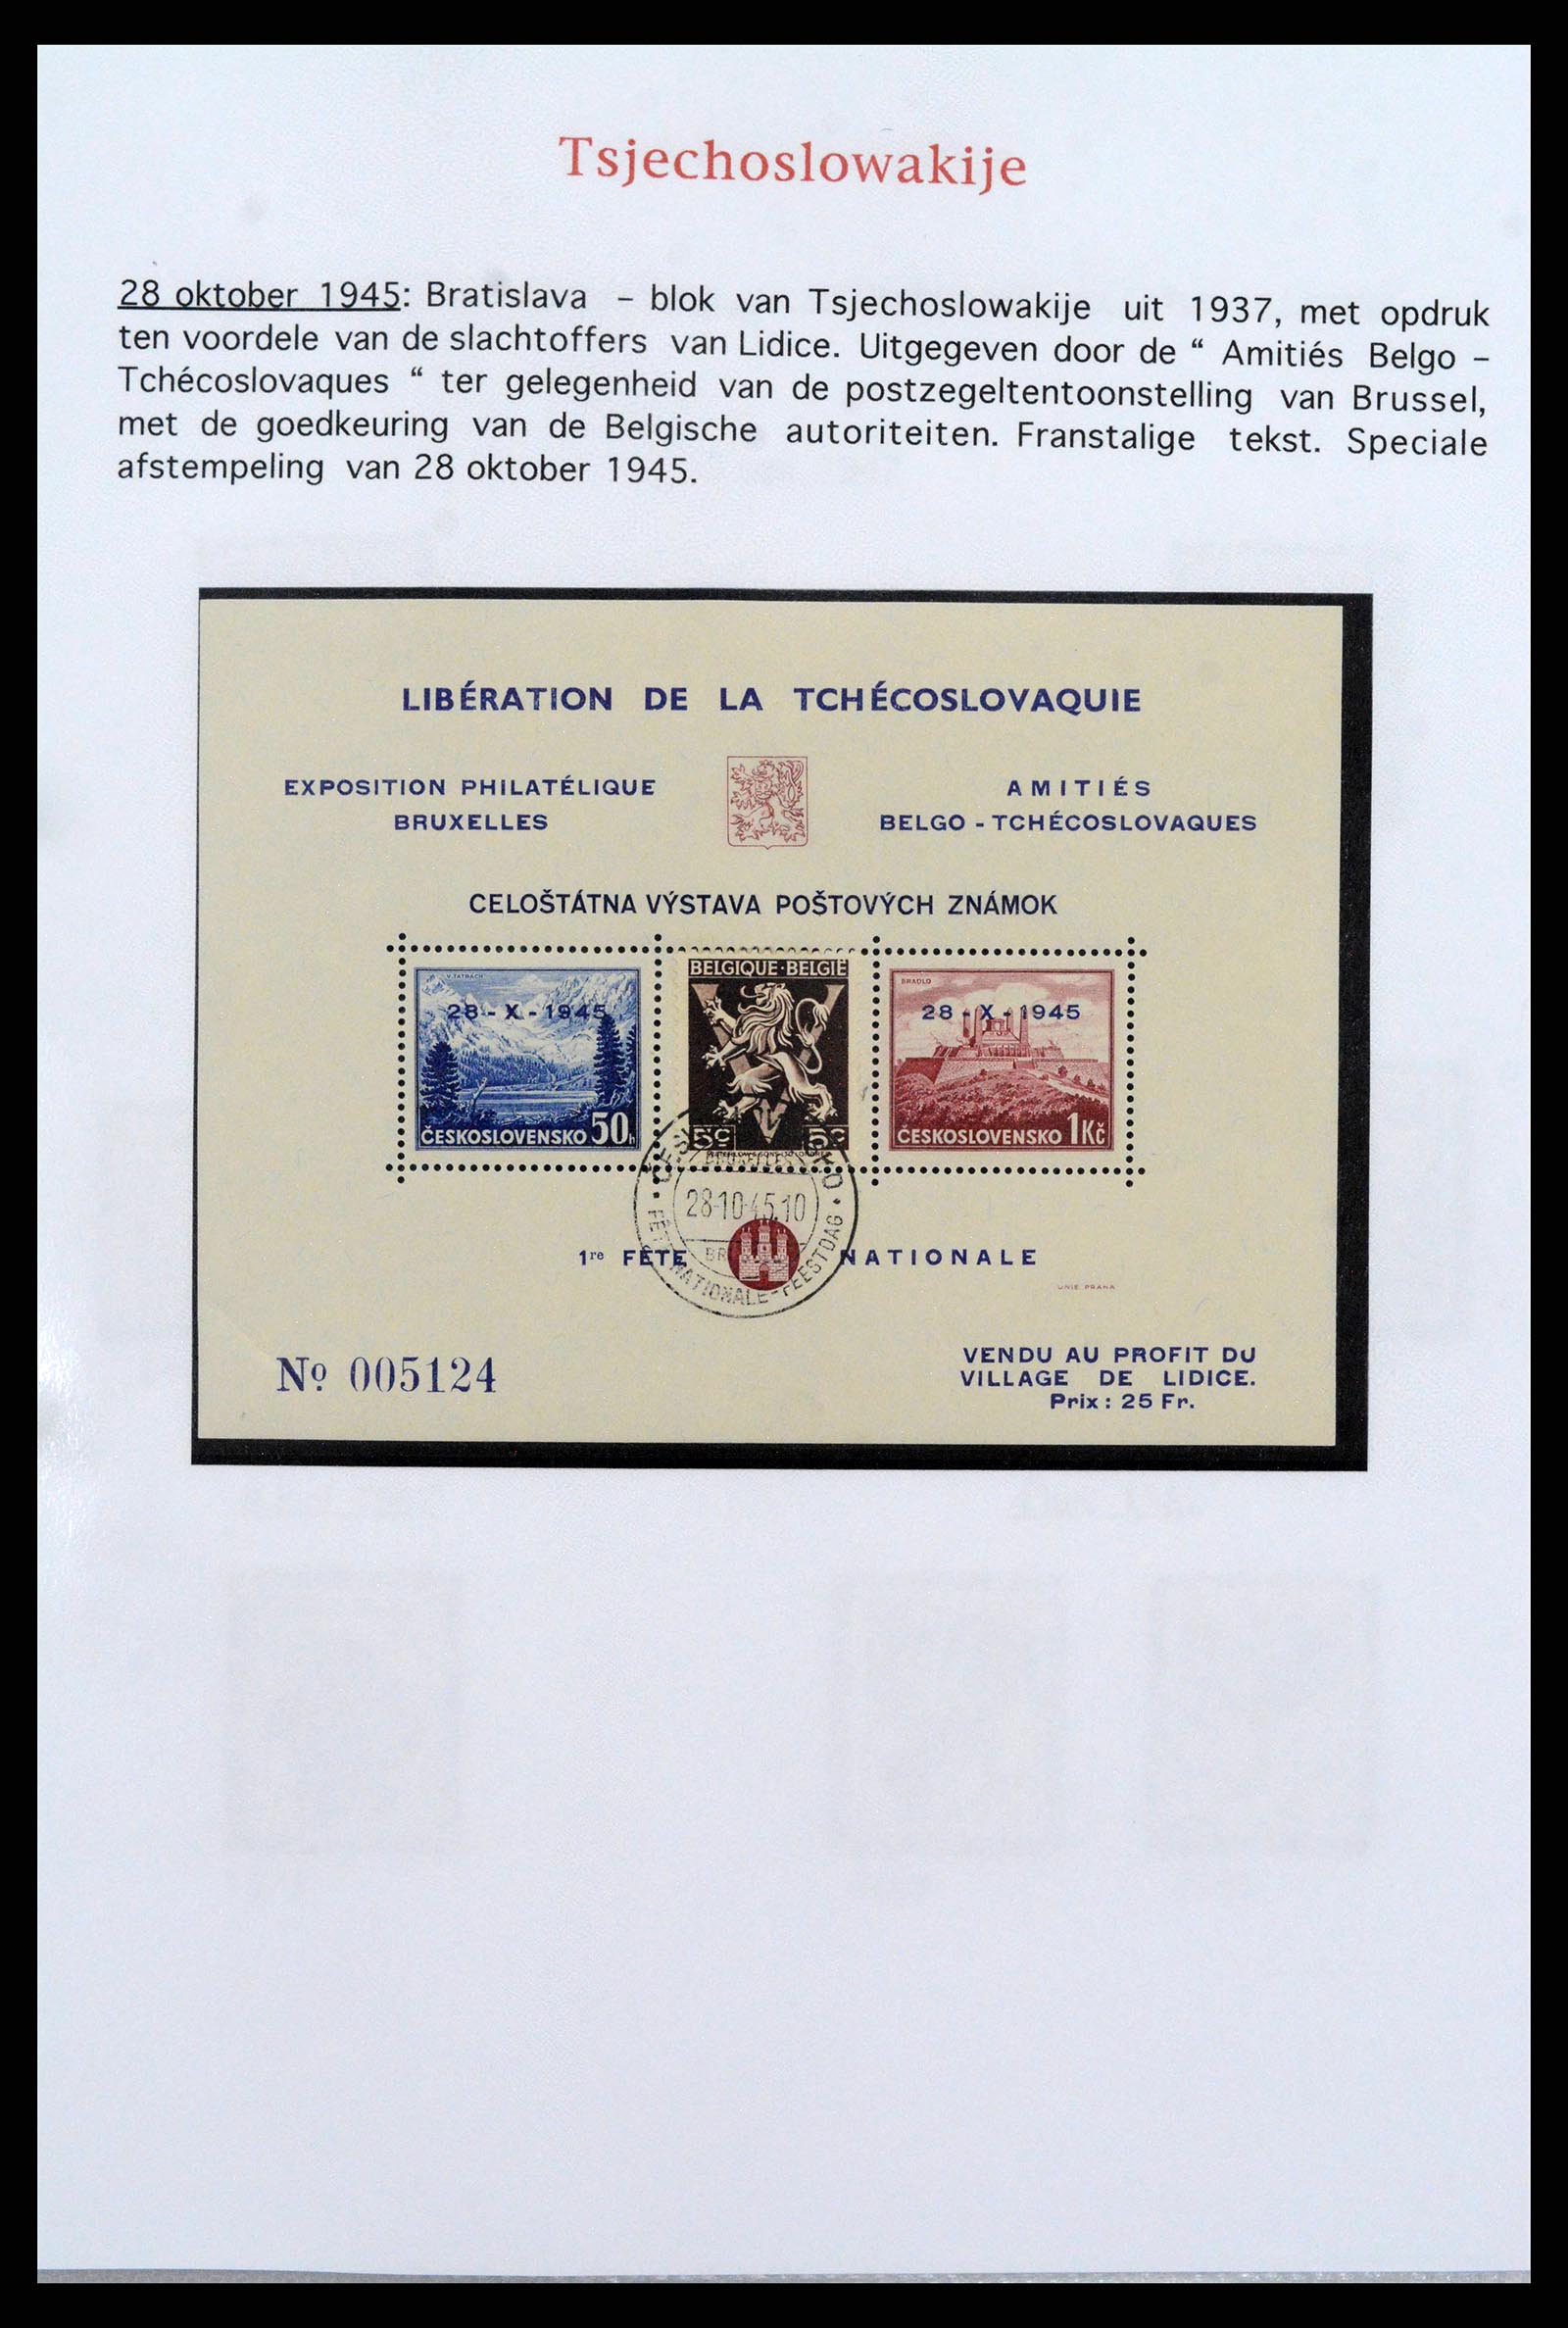 Tsjechoslowakije
28 oktober 1945: Bratislava – blok van Tsjechoslowakije uit 1937, met opdruk
ten voordele van de slachtoffers van Lidice. Uitgegeven door de “ Amitiés Belgo –
Tchécoslovaques “ ter gelegenheid van de postzegeltentoonstelling van Brussel,
met de goedkeuring van de Belgische autoriteiten. Franstalige tekst. Speciale
afstempeling van 28 oktober 1945.
LIBÉRATION DE LA TCHÉCOSLOVAQUIE
EXPOSITION PHILATÉLIQUE
BRUXELLES
AMITIÉS
BELGO - TCHÉCOSLOVAQUES
CELOŠTÁTNA VÝSTAVA POŠTOVÝCH ZNÁMOK
V TATRÁCH
28 - X - 1945
ČESKOSLOVENSKO 50h
BELGIQUE·BELGIË
5c 5c
BRADLO
28 - X - 1945
ČESKOSLOVENSKO 1Kč
BRUXELLES
28-10-45.10
NATIONALE - FEESTDAG
1re FÊTE NATIONALE
UNIE PRAHA
Nº 005124
VENDU AU PROFIT DU
VILLAGE DE LIDICE.
Prix : 25 Fr.